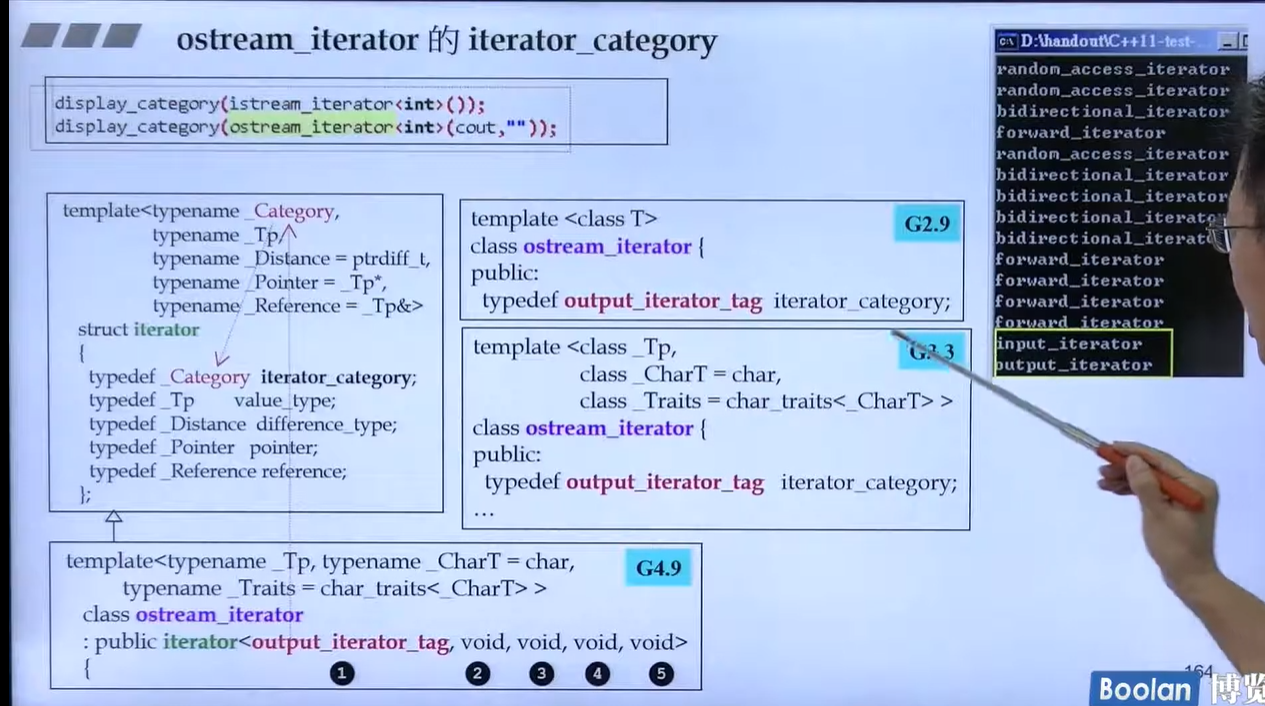 ostream_iterator 的 iterator_category
display_category(istream_iterator<int>());
display_category(ostream_iterator<int>(cout,""));
template<typename _Category,
typename _Tp,
typename _Distance = ptrdiff_t,
typename _Pointer = _Tp*,
typename _Reference = _Tp&>
struct iterator
{
typedef _Category iterator_category;
typedef _Tp value_type;
typedef _Distance difference_type;
typedef _Pointer pointer;
typedef _Reference reference;
};
template <class T>
G2.9
class ostream_iterator {
public:
typedef output_iterator_tag iterator_category;
template <class _Tp,
class _CharT = char,
class _Traits = char_traits<_CharT> >
class ostream_iterator {
public:
typedef output_iterator_tag iterator_category;
…
template<typename _Tp, typename _CharT = char,
G4.9
typename _Traits = char_traits<_CharT> >
class ostream_iterator
: public iterator<output_iterator_tag, void, void, void, void>
{
1 2 3 4 5
D:\handout\C++11-test-
random_access_iterator
random_access_iterator
bidirectional_iterator
forward_iterator
random_access_iterator
bidirectional_iterator
bidirectional_iterator
bidirectional_iterator
forward_iterator
forward_iterator
forward_iterator
forward_iterator
input_iterator
output_iterator
164
Boolan 博览